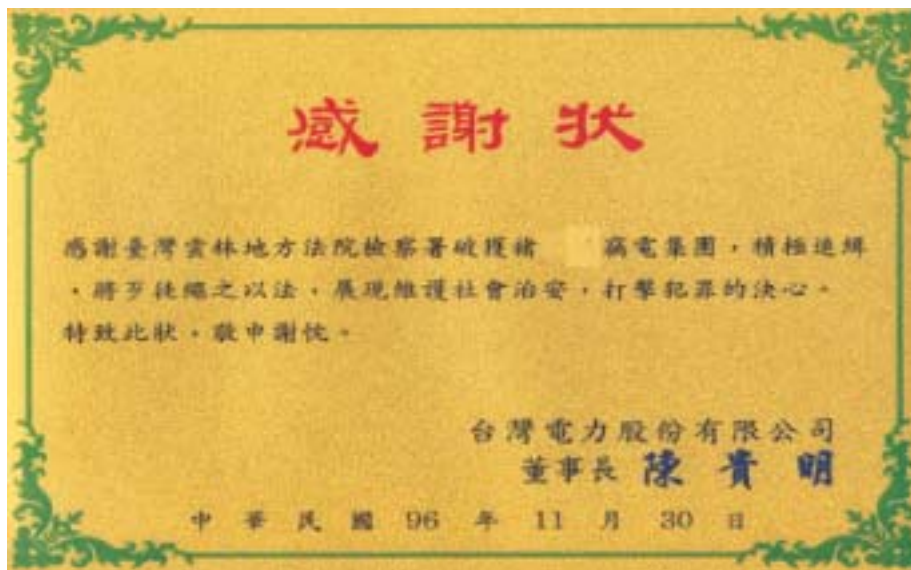 感謝狀
感謝臺灣雲林地方法院檢察署破獲褚 竊電集團，積極追緝
，將歹徒繩之以法，展現維護社會治安，打擊犯罪的決心。
特致此狀，敬申謝忱。
台灣電力股份有限公司
董事長 陳貴明
中華民國 96 年 11 月 30 日